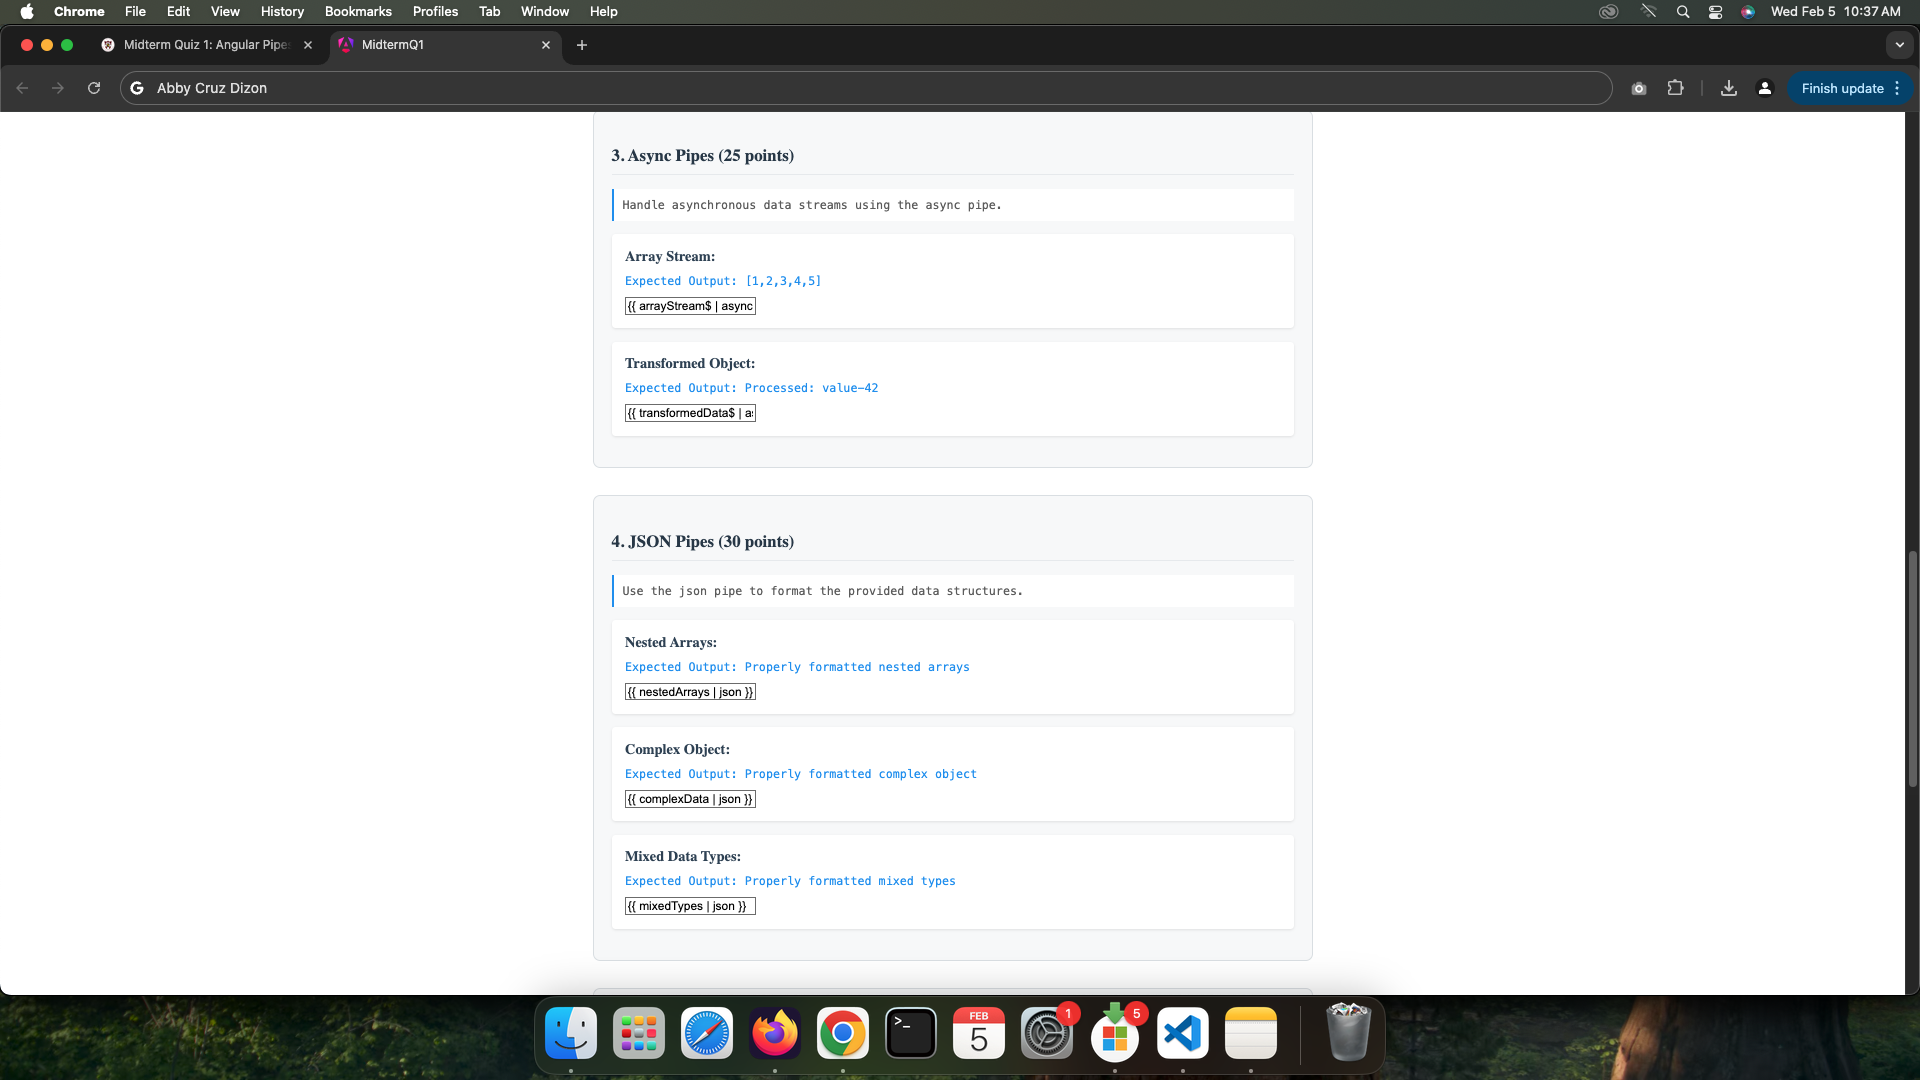 Chrome File Edit View History Bookmarks Profiles Tab Window Help Wed Feb 5 10:37 AM
Midterm Quiz 1: Angular Pipe MidtermQ1
Abby Cruz Dizon Finish update
3. Async Pipes (25 points)
Handle asynchronous data streams using the async pipe.
Array Stream:
Expected Output: [1,2,3,4,5]
{{ arrayStream$ | async
Transformed Object:
Expected Output: Processed: value-42
{{ transformedData$ | a
4. JSON Pipes (30 points)
Use the json pipe to format the provided data structures.
Nested Arrays:
Expected Output: Properly formatted nested arrays
{{ nestedArrays | json }}
Complex Object:
Expected Output: Properly formatted complex object
{{ complexData | json }}
Mixed Data Types:
Expected Output: Properly formatted mixed types
{{ mixedTypes | json }}
>_ FEB 5 1 5